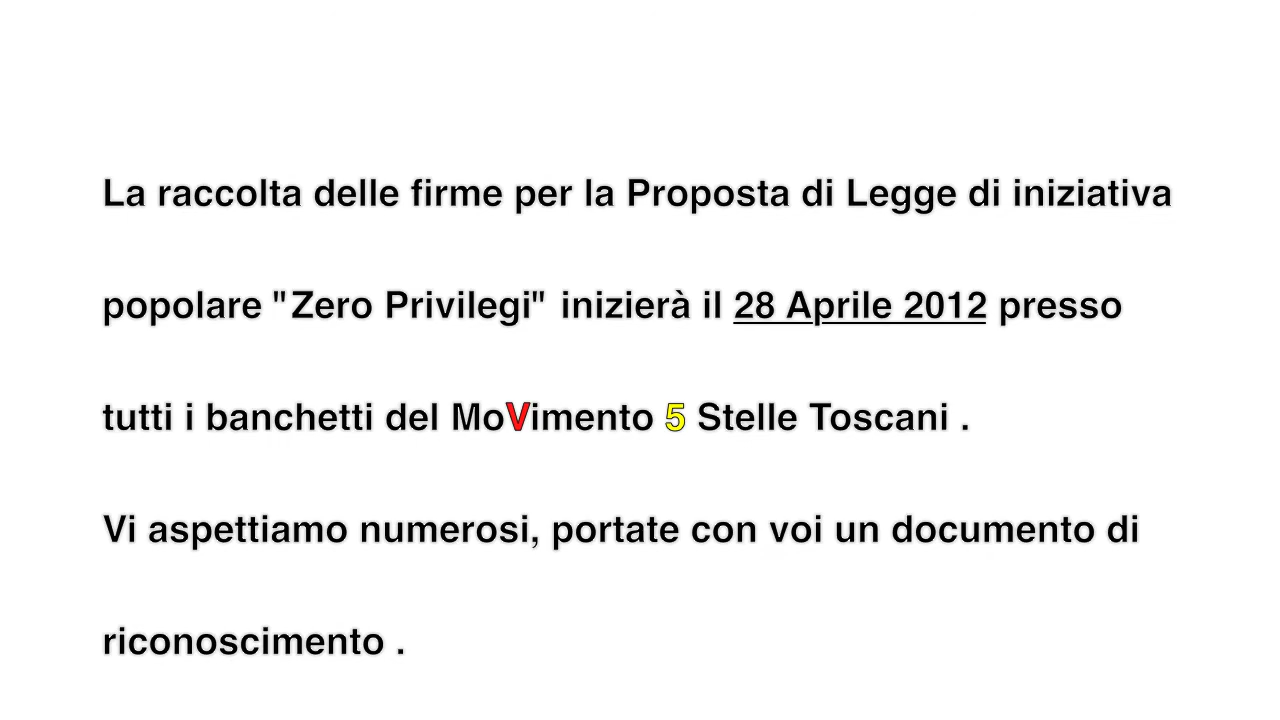 La raccolta delle firme per la Proposta di Legge di iniziativa
popolare "Zero Privilegi" inizierà il 28 Aprile 2012 presso
tutti i banchetti del MoVimento 5 Stelle Toscani .
Vi aspettiamo numerosi, portate con voi un documento di
riconoscimento .